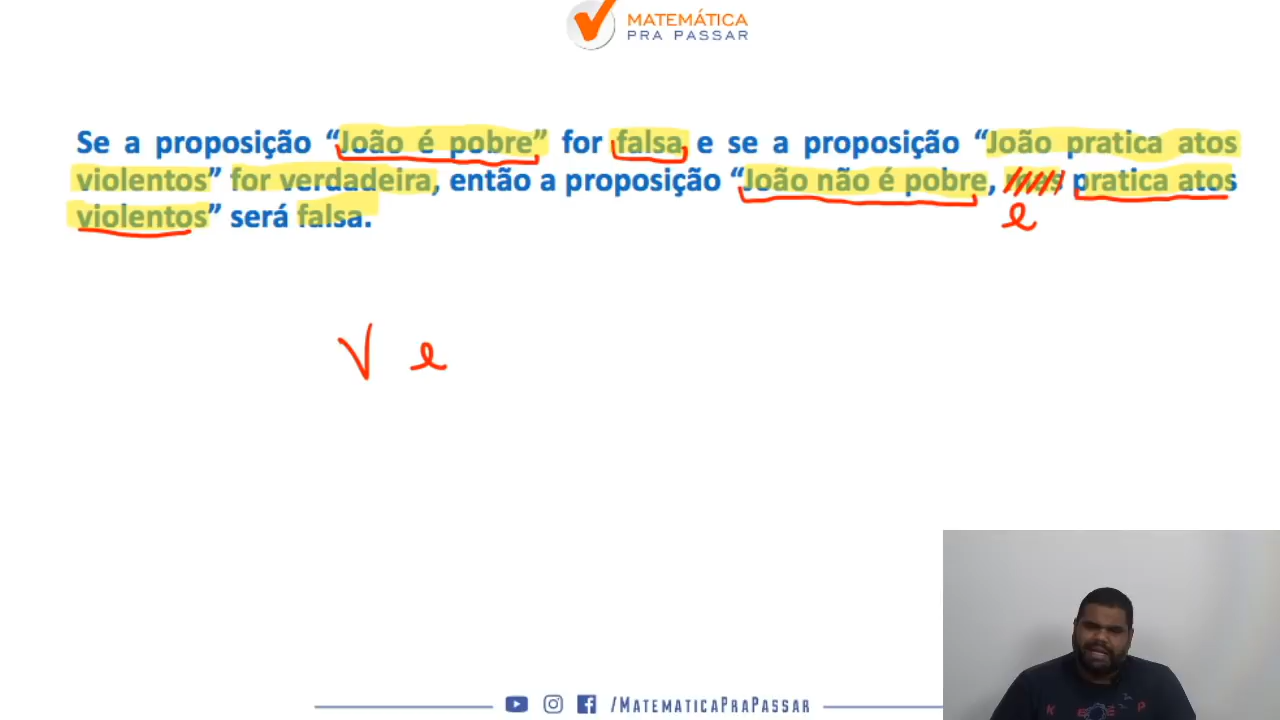 MATEMÁTICA
PRA PASSAR
Se a proposição “João é pobre” for falsa e se a proposição “João pratica atos
violentos” for verdadeira, então a proposição “João não é pobre, pratica atos
e
violentos” será falsa.
V e
/MATEMATICAPRAPASSAR